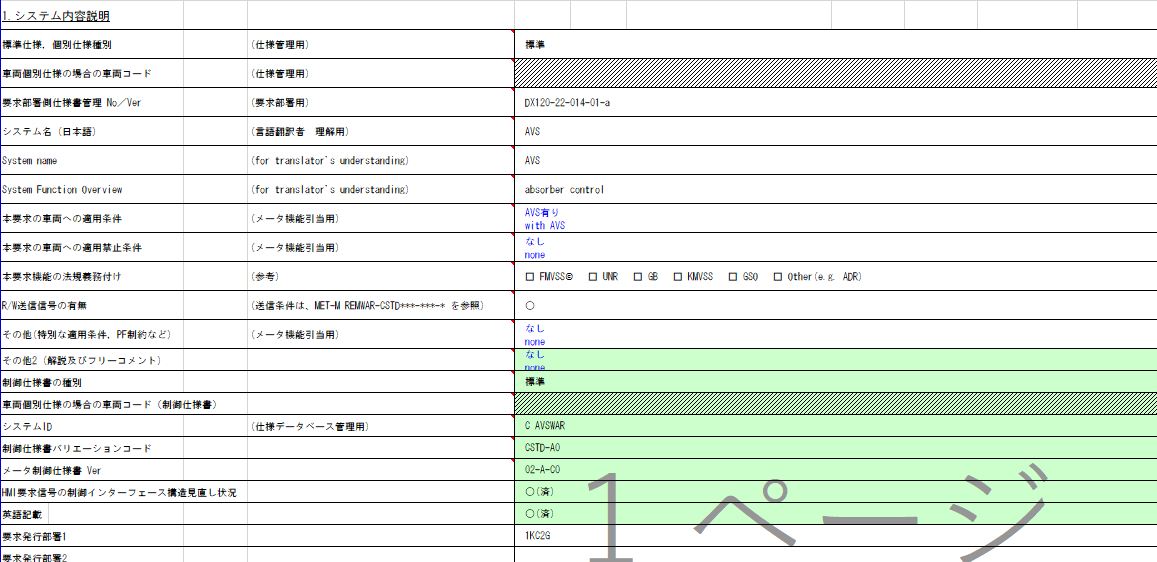 1. システム内容説明
標準仕様, 個別仕様種別 (仕様管理用) 標準
車両個別仕様の場合の車両コード (仕様管理用)
要求部署側仕様書管理 No／Ver (要求部署用) DX120-22-014-01-a
システム名 (日本語) (言語翻訳者　理解用) AVS
System name (for translator's understanding) AVS
System Function Overview (for translator's understanding) absorber control
本要求の車両への適用条件 (メータ機能引当用) AVS有り
with AVS
本要求の車両への適用禁止条件 (メータ機能引当用) なし
none
本要求機能の法規義務付け (参考) □ FMVSS◎ □ UNR □ GB □ KMVSS □ GSO □ Other(e.g. ADR)
R/W送信信号の有無 (送信条件は、MET-M_REMWAR-CSTD***-***-* を参照) ○
その他(特別な適用条件, PF制約など) (メータ機能引当用) なし
none
その他2 (解説及びフリーコメント) なし
none
制御仕様書の種別 標準
車両個別仕様の場合の車両コード (制御仕様書)
システムID (仕様データベース管理用) C_AVSWAR
制御仕様書バリエーションコード CSTD-A0
メータ制御仕様書 Ver 02-A-C0
HMI要求信号の制御インターフェース構造見直し状況 ○(済)
英語記載 ○(済)
要求発行部署1 1KC2G
要求発行部署2
1 ページ